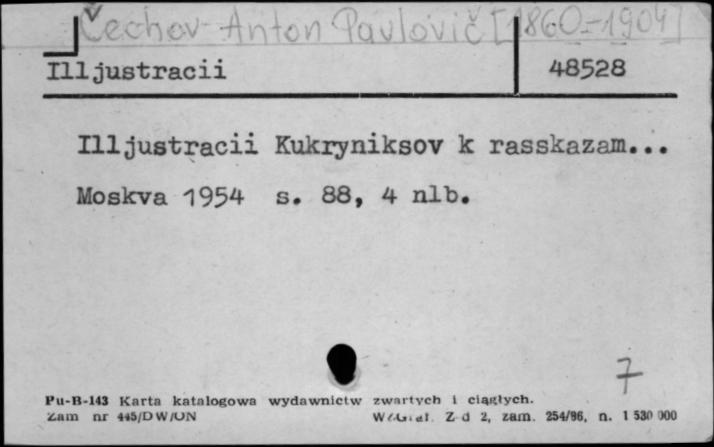 Čechov Anton Pavlovič [1860-1904]
Illjustracii 48528
Illjustracii Kukryniksov k rasskazam...
Moskva 1954 s. 88, 4 nlb.
7
Pu-B-143 Karta katalogowa wydawnictw zwartych i ciągłych.
Zam nr 445/DW/UN Z-d 2, zam. 254/96, n. 1 530 000